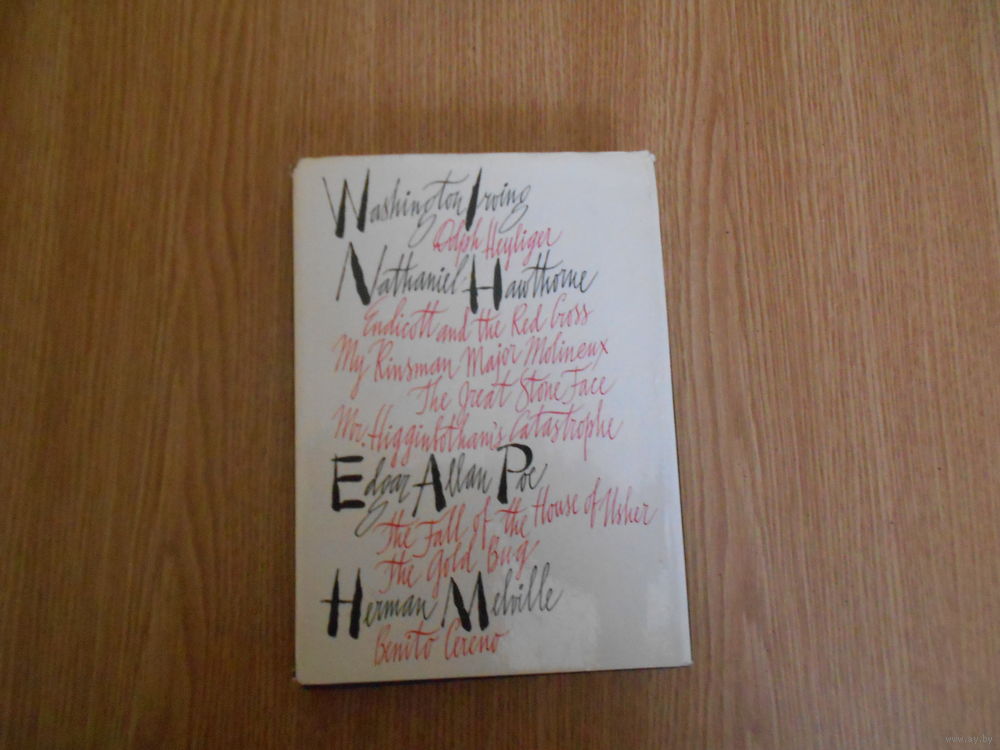 Washington Irving
Dolph Heyliger
Nathaniel Hawthorne
Endicott and the Red Cross
My Kinsman Major Molineux
The Great Stone Face
Mr. Higginbotham's Catastrophe
Edgar Allan Poe
The Fall of the House of Usher
The Gold Bug
Herman Melville
Benito Cereno
www.ay.by